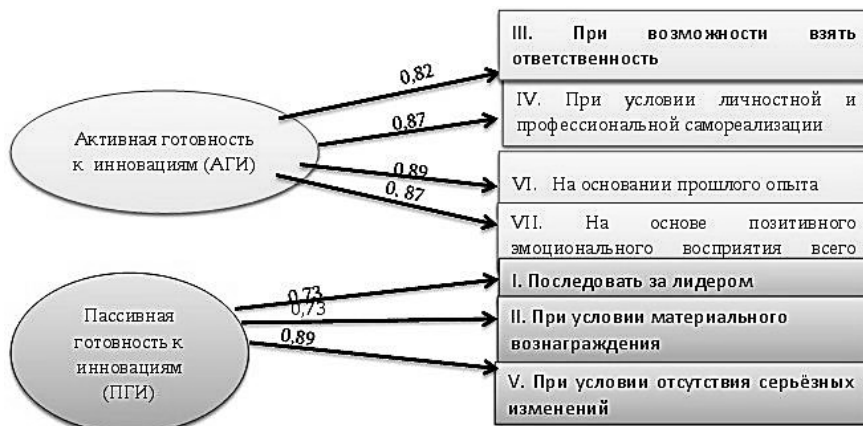 III. При возможности взять
ответственность
0,82
IV. При условии личностной и
профессиональной самореализации
0,87
Активная готовность
к инновациям (АГИ)
0,89
VI. На основании прошлого опыта
0,87
VII. На основе позитивного
эмоционального восприятия всего
I. Последовать за лидером
0,73
0,73
II. При условии материального
вознаграждения
Пассивная
готовность к
инновациям
(ПГИ)
0,89
V. При условии отсутствия серьёзных
изменений